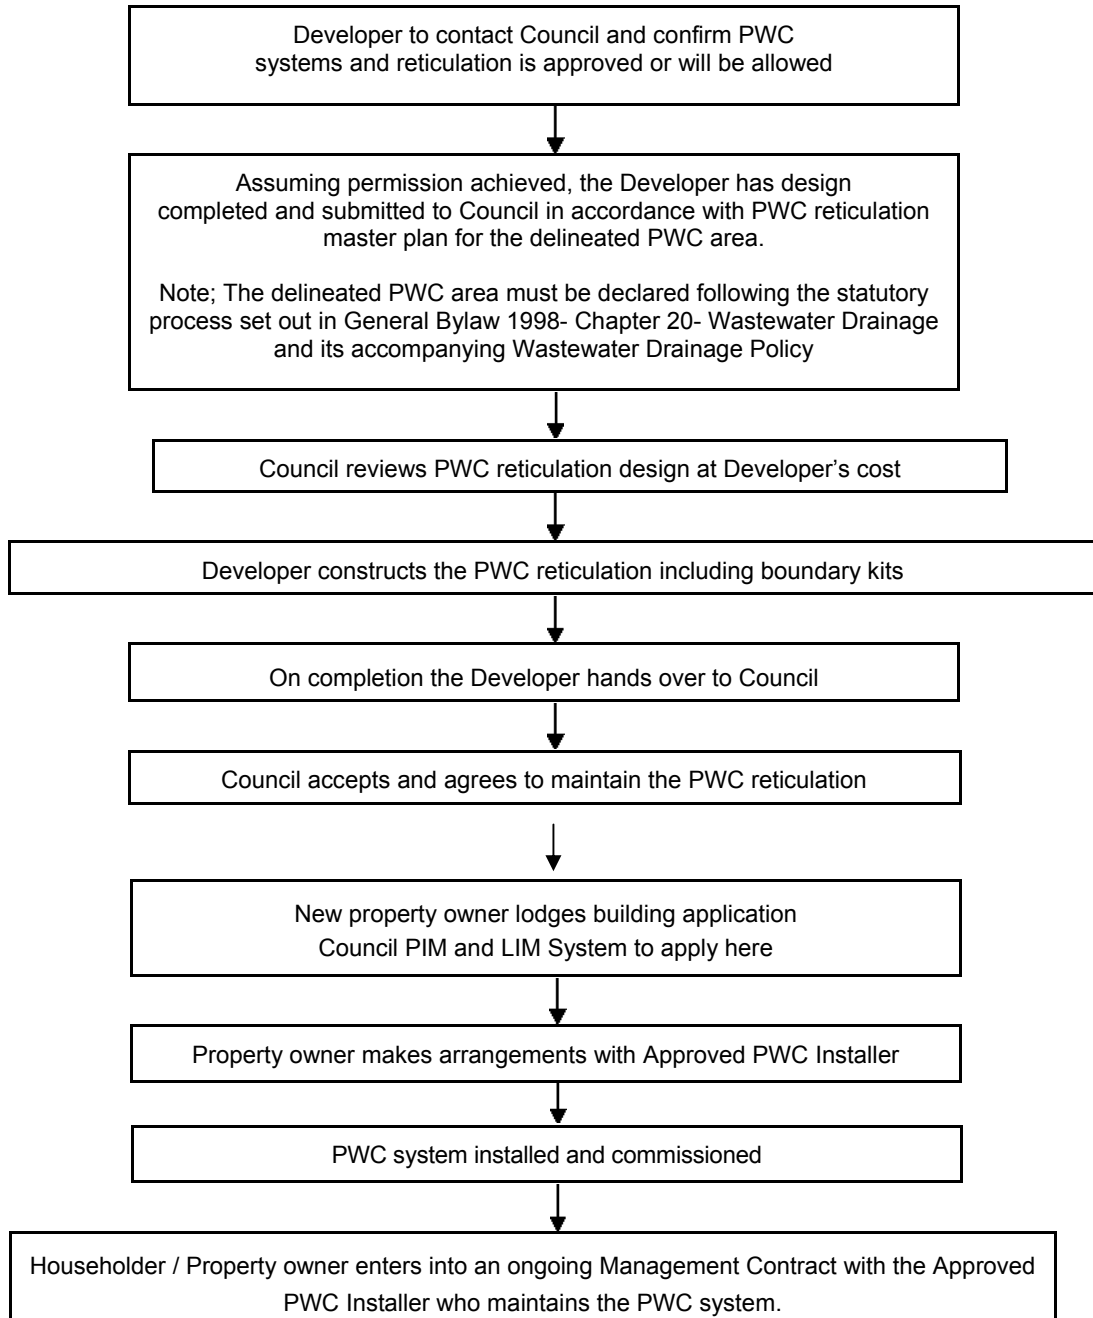 Developer to contact Council and confirm PWC
systems and reticulation is approved or will be allowed
Assuming permission achieved, the Developer has design
completed and submitted to Council in accordance with PWC reticulation
master plan for the delineated PWC area.
Note; The delineated PWC area must be declared following the statutory
process set out in General Bylaw 1998- Chapter 20- Wastewater Drainage
and its accompanying Wastewater Drainage Policy
Council reviews PWC reticulation design at Developer’s cost
Developer constructs the PWC reticulation including boundary kits
On completion the Developer hands over to Council
Council accepts and agrees to maintain the PWC reticulation
New property owner lodges building application
Council PIM and LIM System to apply here
Property owner makes arrangements with Approved PWC Installer
PWC system installed and commissioned
Householder / Property owner enters into an ongoing Management Contract with the Approved
PWC Installer who maintains the PWC system.